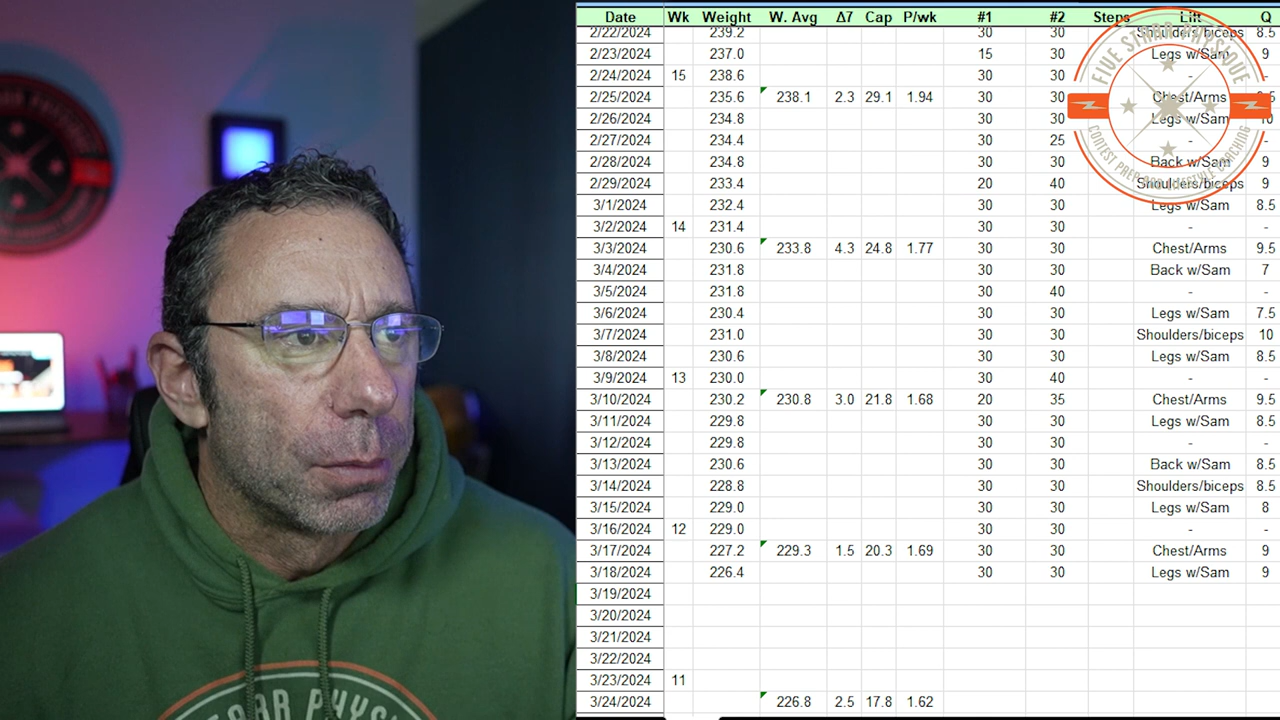 Date Wk Weight W. Avg Δ7 Cap P/wk #1 #2 Steps Lift Q
2/22/2024 239.2 30 30 Shoulders/biceps 8.5
2/23/2024 237.0 15 30 Legs w/Sam 9
2/24/2024 15 238.6 30 30 - -
2/25/2024 235.6 238.1 2.3 29.1 1.94 30 30 Chest/Arms
2/26/2024 234.8 30 30 Legs w/Sam
2/27/2024 234.4 30 25 - -
2/28/2024 234.8 30 30 Back w/Sam 9
2/29/2024 233.4 20 40 Shoulders/biceps 9
3/1/2024 232.4 30 30 Legs w/Sam 8.5
3/2/2024 14 231.4 30 30 - -
3/3/2024 230.6 233.8 4.3 24.8 1.77 30 30 Chest/Arms 9.5
3/4/2024 231.8 30 30 Back w/Sam 7
3/5/2024 231.8 30 40 - -
3/6/2024 230.4 30 30 Legs w/Sam 7.5
3/7/2024 231.0 30 30 Shoulders/biceps 10
3/8/2024 230.6 30 30 Legs w/Sam 8.5
3/9/2024 13 230.0 30 40 - -
3/10/2024 230.2 230.8 3.0 21.8 1.68 20 35 Chest/Arms 9.5
3/11/2024 229.8 30 30 Legs w/Sam 8.5
3/12/2024 229.8 30 30 - -
3/13/2024 230.6 30 30 Back w/Sam 8.5
3/14/2024 228.8 30 30 Shoulders/biceps 8.5
3/15/2024 229.0 30 30 Legs w/Sam 8
3/16/2024 12 229.0 30 30 - -
3/17/2024 227.2 229.3 1.5 20.3 1.69 30 30 Chest/Arms 9
3/18/2024 226.4 30 30 Legs w/Sam 9
3/19/2024
3/20/2024
3/21/2024
3/22/2024
3/23/2024 11
3/24/2024 226.8 2.5 17.8 1.62
FIVE STARR PHYSIQUE
CONTEST PREP AND LIFESTYLE COACHING
STARR PHYSI